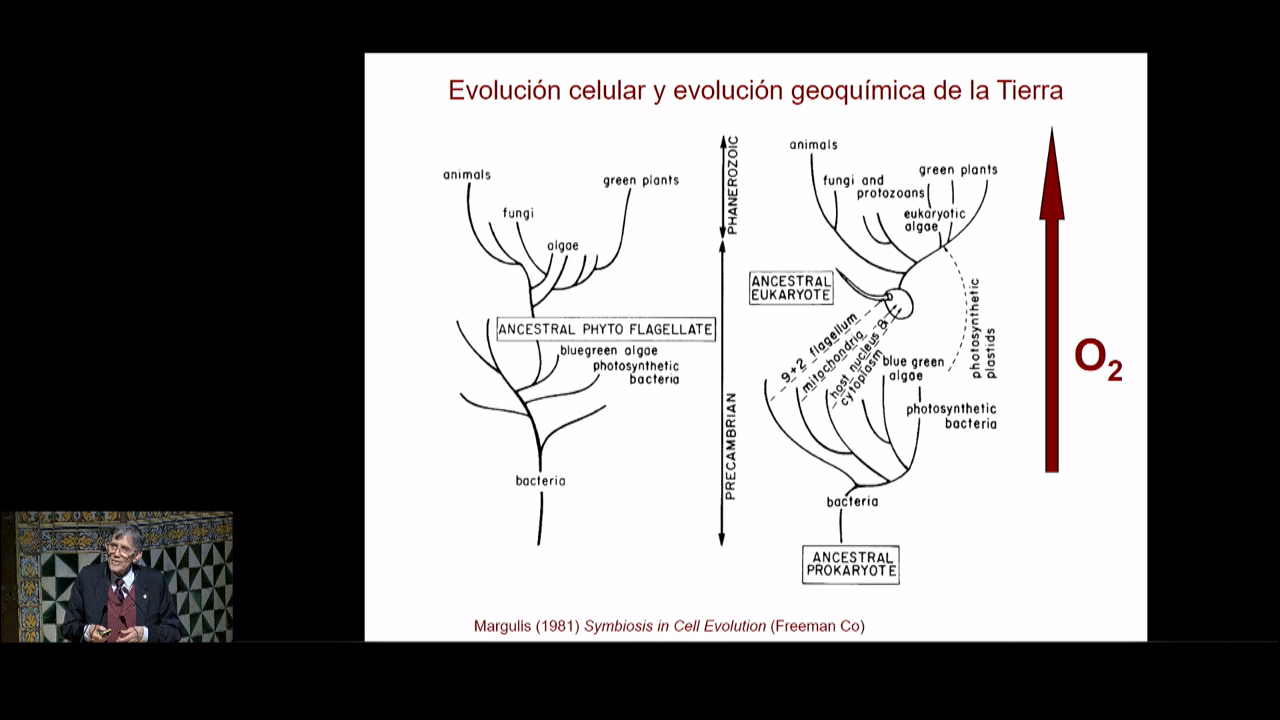 Evolución celular y evolución geoquímica de la Tierra
animals
fungi
algae
green plants
ANCESTRAL PHYTO FLAGELLATE
bluegreen algae
photosynthetic
bacteria
bacteria
PHANEROZOIC
PRECAMBRIAN
animals
fungi and
protozoans
green plants
eukaryotic
algae
ANCESTRAL
EUKARYOTE
9+2 flagellum
mitochondria
host nucleus &
cytoplasm
blue green
algae
photosynthetic
plastids
photosynthetic
bacteria
bacteria
ANCESTRAL
PROKARYOTE
O₂
Margulis (1981) Symbiosis in Cell Evolution (Freeman Co)